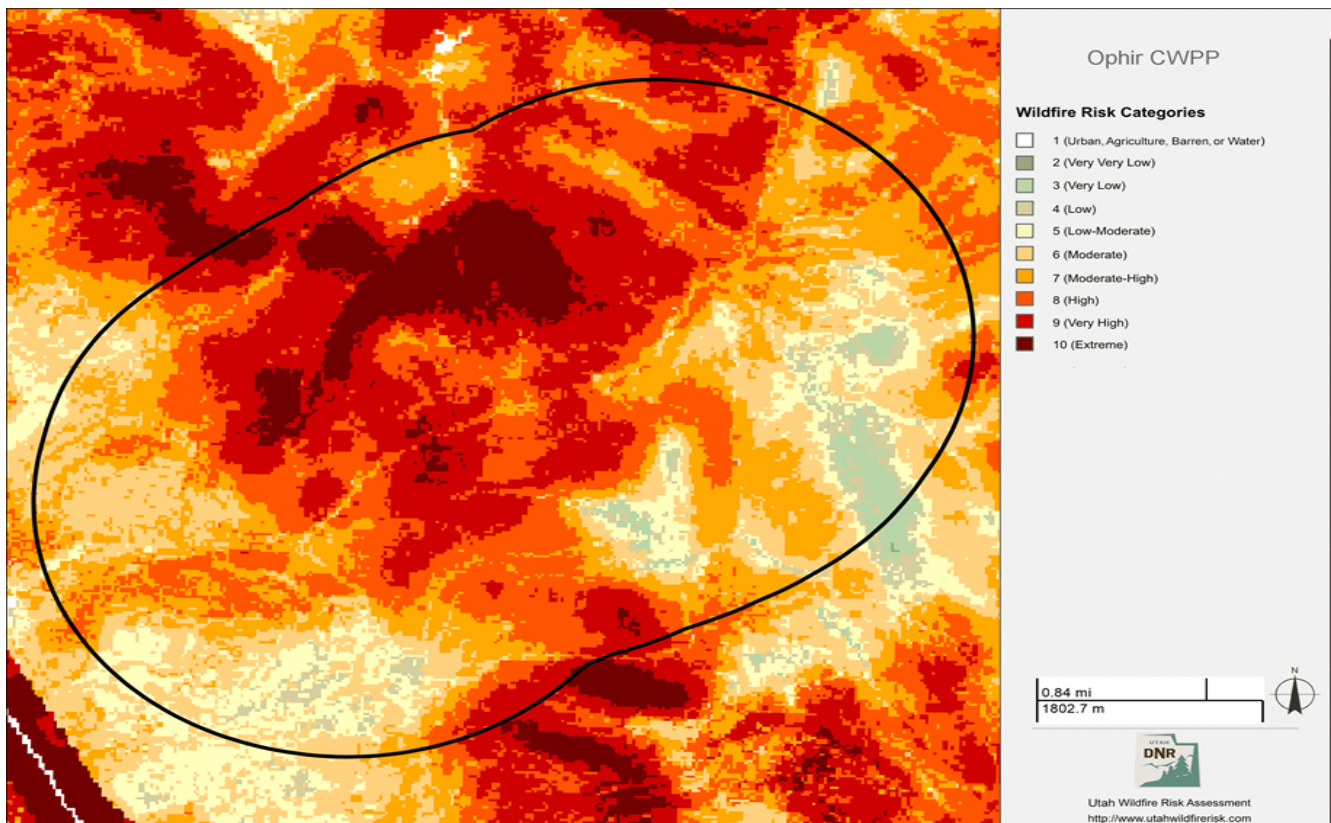 Ophir CWPP
Wildfire Risk Categories
1 (Urban, Agriculture, Barren, or Water)
2 (Very Very Low)
3 (Very Low)
4 (Low)
5 (Low-Moderate)
6 (Moderate)
7 (Moderate-High)
8 (High)
9 (Very High)
10 (Extreme)
N
0.84 mi
1802.7 m
UTAH
DNR
Utah Wildfire Risk Assessment
http://www.utahwildfirerisk.com